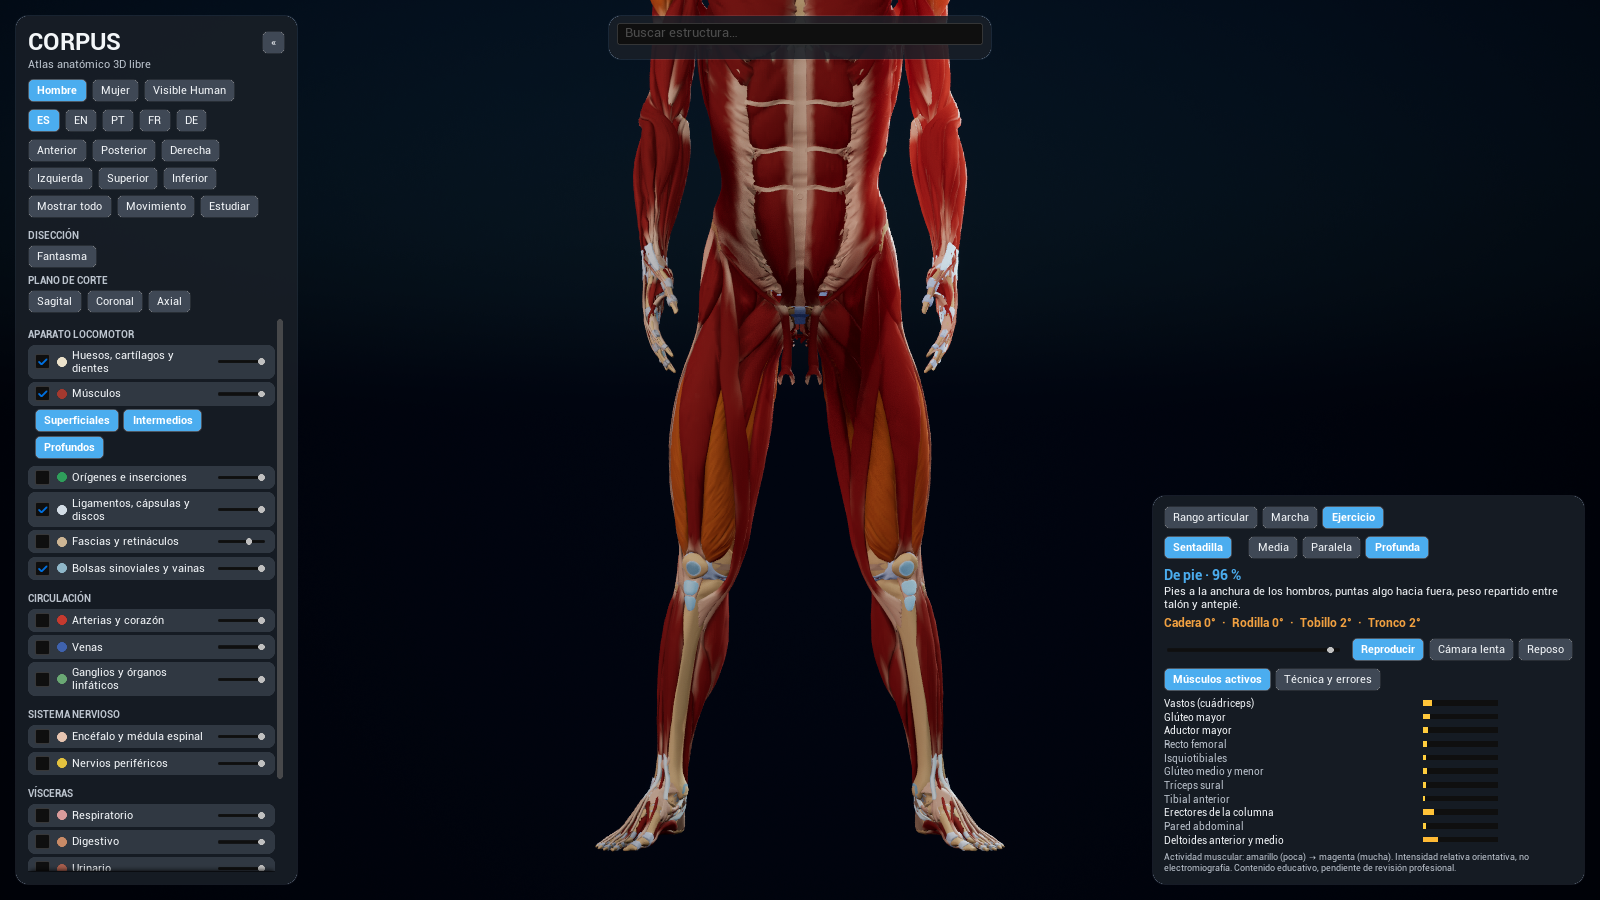 CORPUS
«
Atlas anatómico 3D libre
Hombre Mujer Visible Human
ES EN PT FR DE
Anterior Posterior Derecha
Izquierda Superior Inferior
Mostrar todo Movimiento Estudiar
DISECCIÓN
Fantasma
PLANO DE CORTE
Sagital Coronal Axial
APARATO LOCOMOTOR
Huesos, cartílagos y
dientes
Músculos
Superficiales Intermedios
Profundos
Orígenes e inserciones
Ligamentos, cápsulas y
discos
Fascias y retináculos
Bolsas sinoviales y vainas
CIRCULACIÓN
Arterias y corazón
Venas
Ganglios y órganos
linfáticos
SISTEMA NERVIOSO
Encéfalo y médula espinal
Nervios periféricos
VÍSCERAS
Respiratorio
Digestivo
Urinario
Buscar estructura...
Rango articular Marcha Ejercicio
Sentadilla Media Paralela Profunda
De pie · 96 %
Pies a la anchura de los hombros, puntas algo hacia fuera, peso repartido entre
talón y antepié.
Cadera 0° · Rodilla 0° · Tobillo 2° · Tronco 2°
Reproducir Cámara lenta Reposo
Músculos activos Técnica y errores
Vastos (cuádriceps)
Glúteo mayor
Aductor mayor
Recto femoral
Isquiotibiales
Glúteo medio y menor
Tríceps sural
Tibial anterior
Erectores de la columna
Pared abdominal
Deltoides anterior y medio
Actividad muscular: amarillo (poca) → magenta (mucha). Intensidad relativa orientativa, no
electromiografía. Contenido educativo, pendiente de revisión profesional.